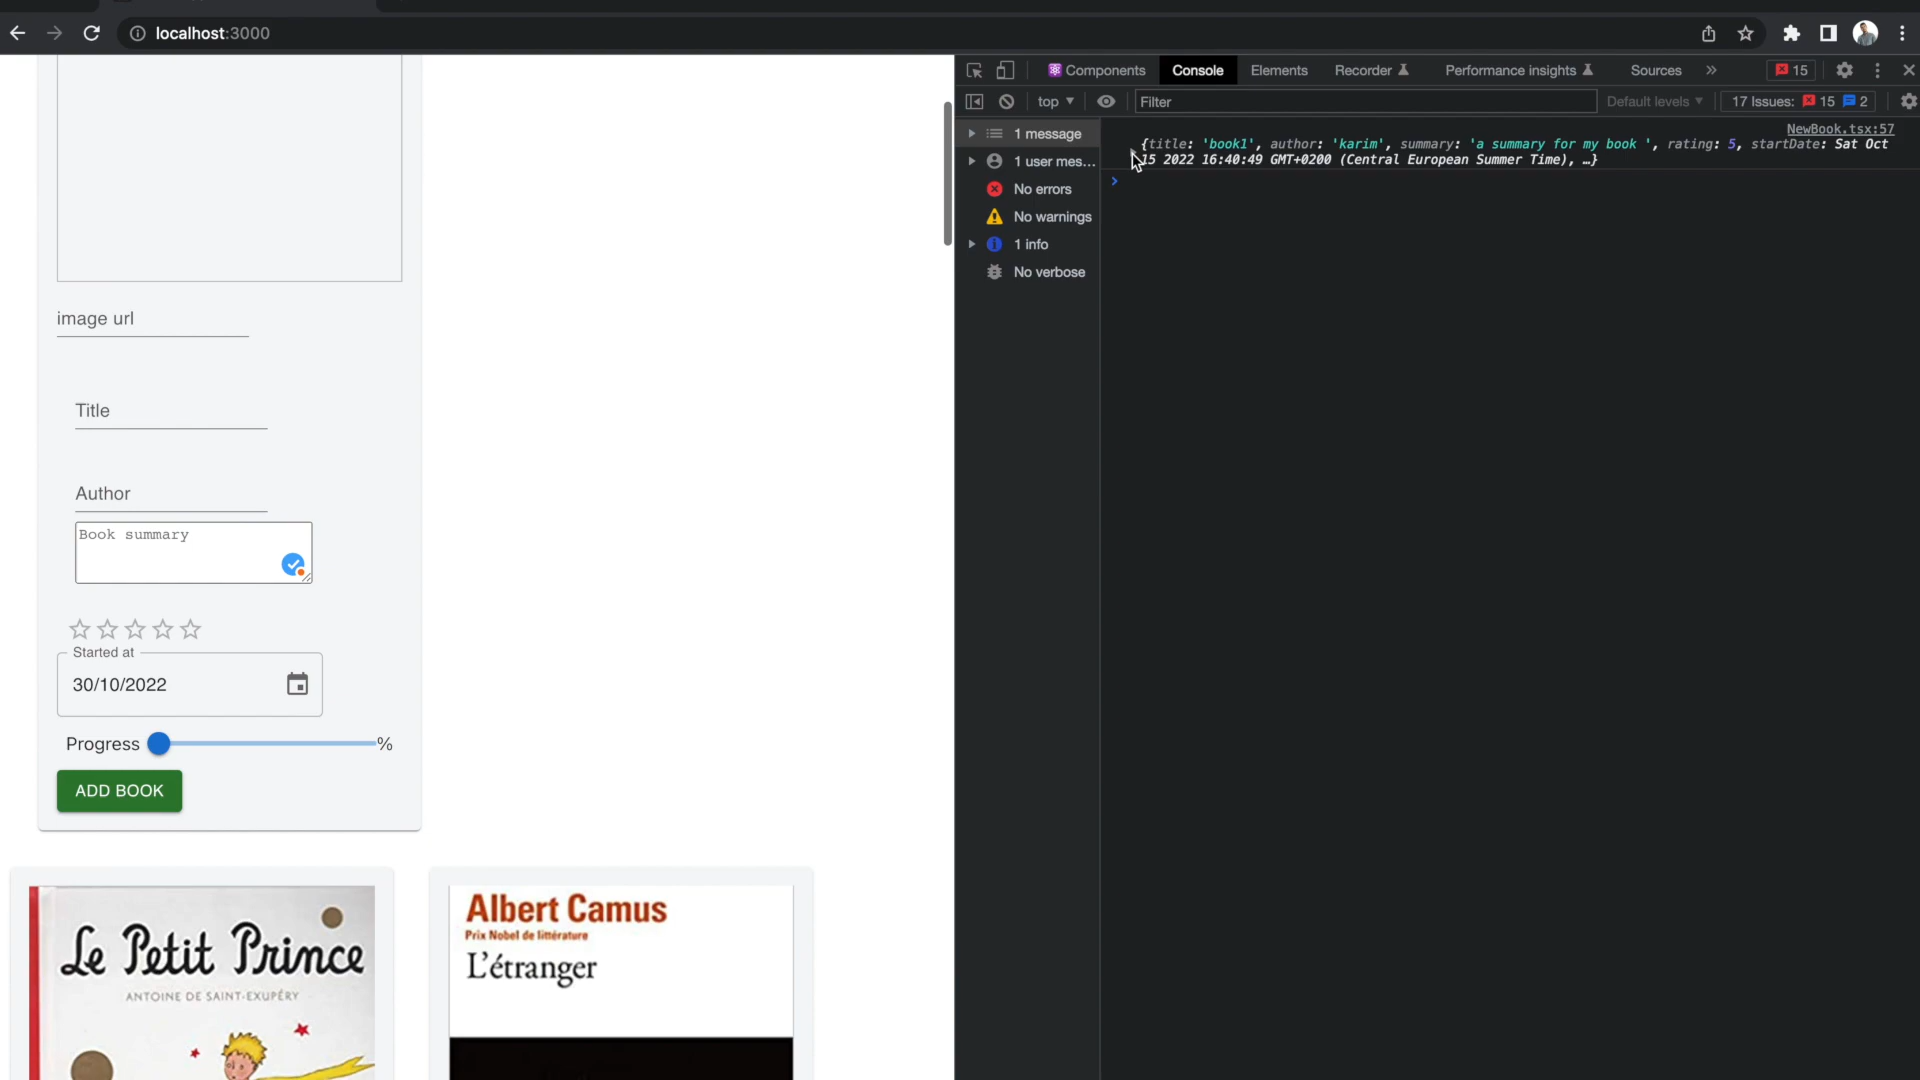 localhost:3000
Components
Console
Elements
Recorder
Performance insights
Sources
15
top
Filter
Default levels
17 Issues:
15
2
1 message
1 user mes...
No errors
No warnings
1 info
No verbose
NewBook.tsx:57
{title: 'book1', author: 'karim', summary: 'a summary for my book ', rating: 5, startDate: Sat Oct
15 2022 16:40:49 GMT+0200 (Central European Summer Time), …}
image url
Title
Author
Book summary
Started at
30/10/2022
Progress
%
ADD BOOK
Le Petit Prince
ANTOINE DE SAINT-EXUPÉRY
Albert Camus
Prix Nobel de littérature
L'étranger